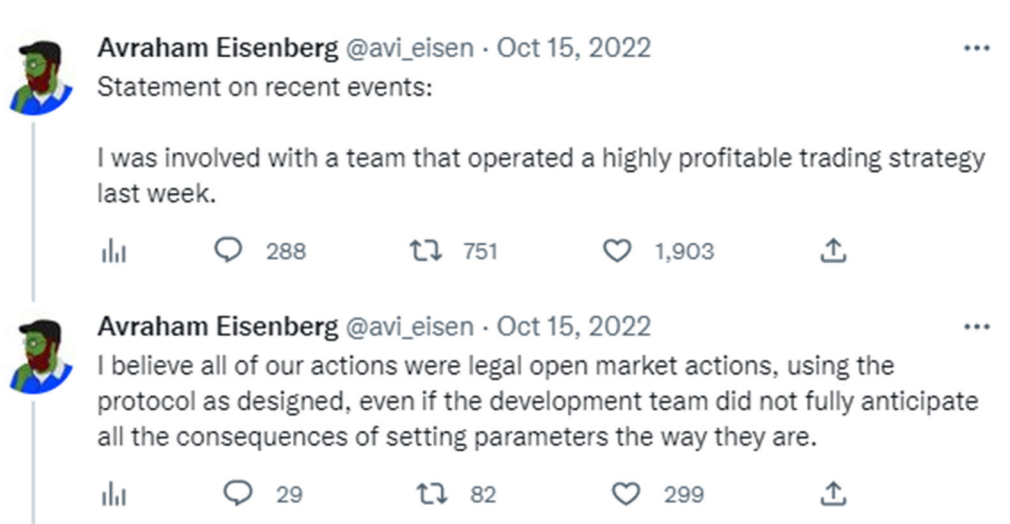 Avraham Eisenberg @avi_eisen · Oct 15, 2022
Statement on recent events:
I was involved with a team that operated a highly profitable trading strategy
last week.
288 751 1,903
Avraham Eisenberg @avi_eisen · Oct 15, 2022
I believe all of our actions were legal open market actions, using the
protocol as designed, even if the development team did not fully anticipate
all the consequences of setting parameters the way they are.
29 82 299